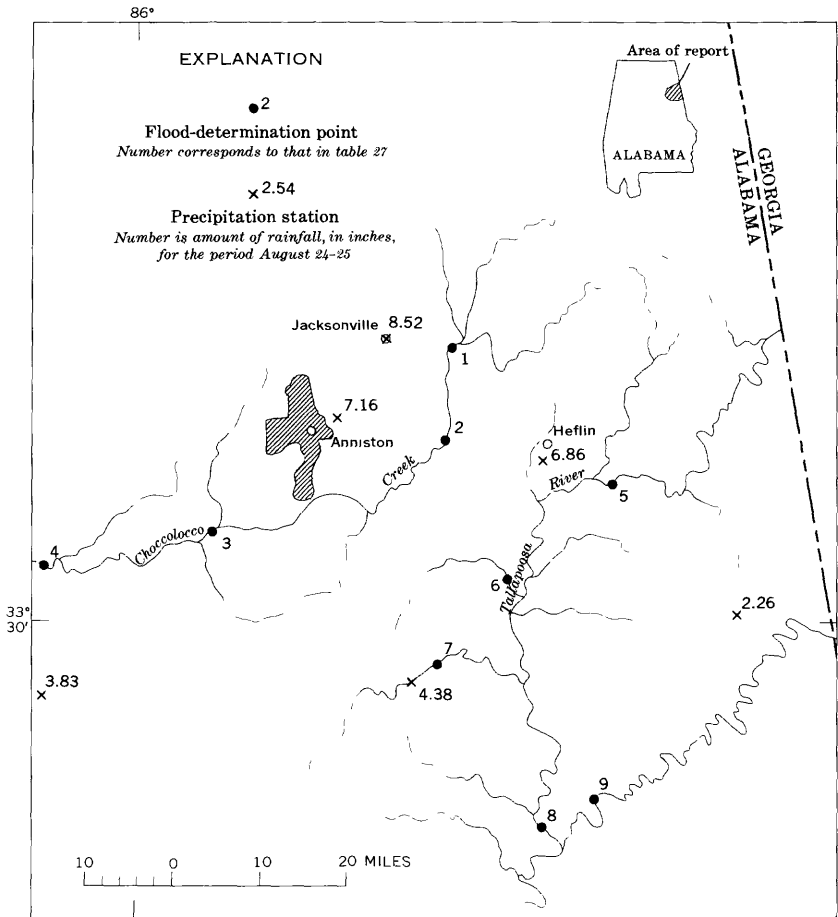 86°
EXPLANATION
2
Flood-determination point
Number corresponds to that in table 27
2.54
Precipitation station
Number is amount of rainfall, in inches,
for the period August 24-25
Area of report
ALABAMA
GEORGIA
ALABAMA
Jacksonville
8.52
1
7.16
Anniston
2
Heflin
6.86
River
5
Creek
Choccolocco
3
4
6
Tallapoosa
33°
30'
2.26
7
4.38
3.83
9
8
10 0 10 20 MILES